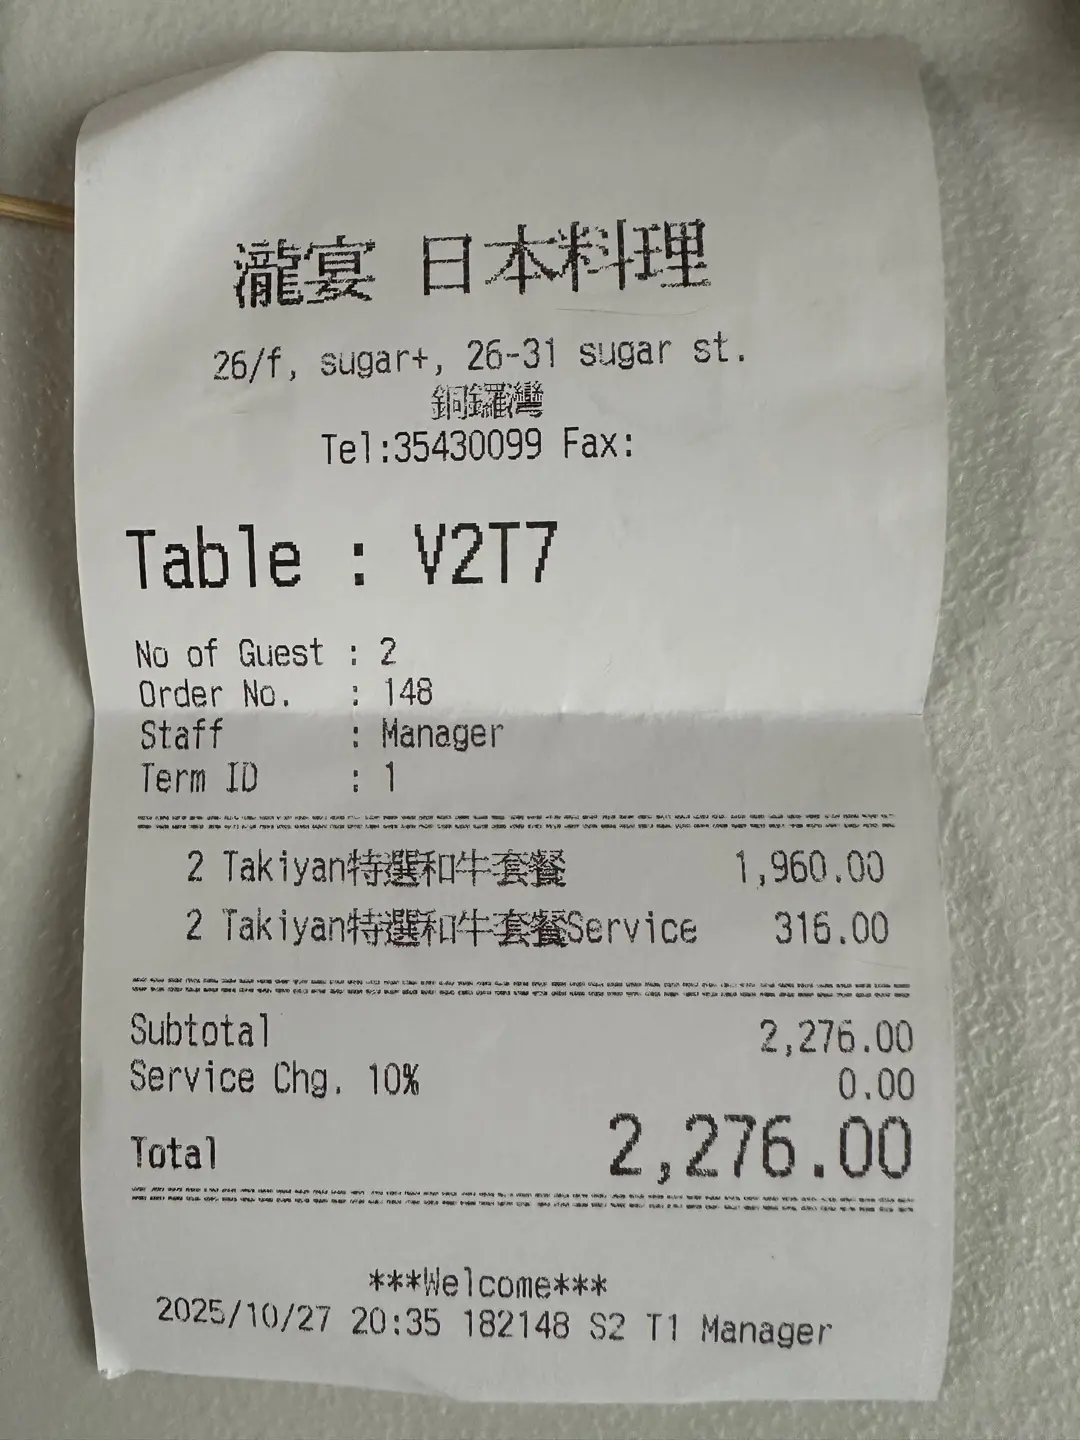 瀧宴 日本料理
26/f, sugar+, 26-31 sugar st.
銅鑼灣
Tel:35430099 Fax:
Table : V2T7
No of Guest : 2
Order No. : 148
Staff : Manager
Term ID : 1
2 Takiyan特選和牛套餐 1,960.00
2 Takiyan特選和牛套餐Service 316.00
Subtotal 2,276.00
Service Chg. 10% 0.00
Total 2,276.00
***Welcome***
2025/10/27 20:35 182148 S2 T1 Manager